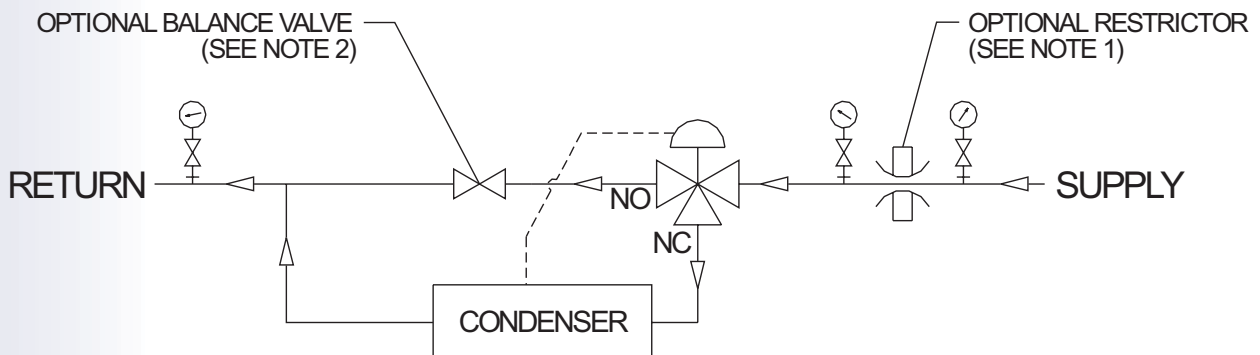 OPTIONAL BALANCE VALVE
(SEE NOTE 2)
OPTIONAL RESTRICTOR
(SEE NOTE 1)
RETURN
NO
SUPPLY
NC
CONDENSER